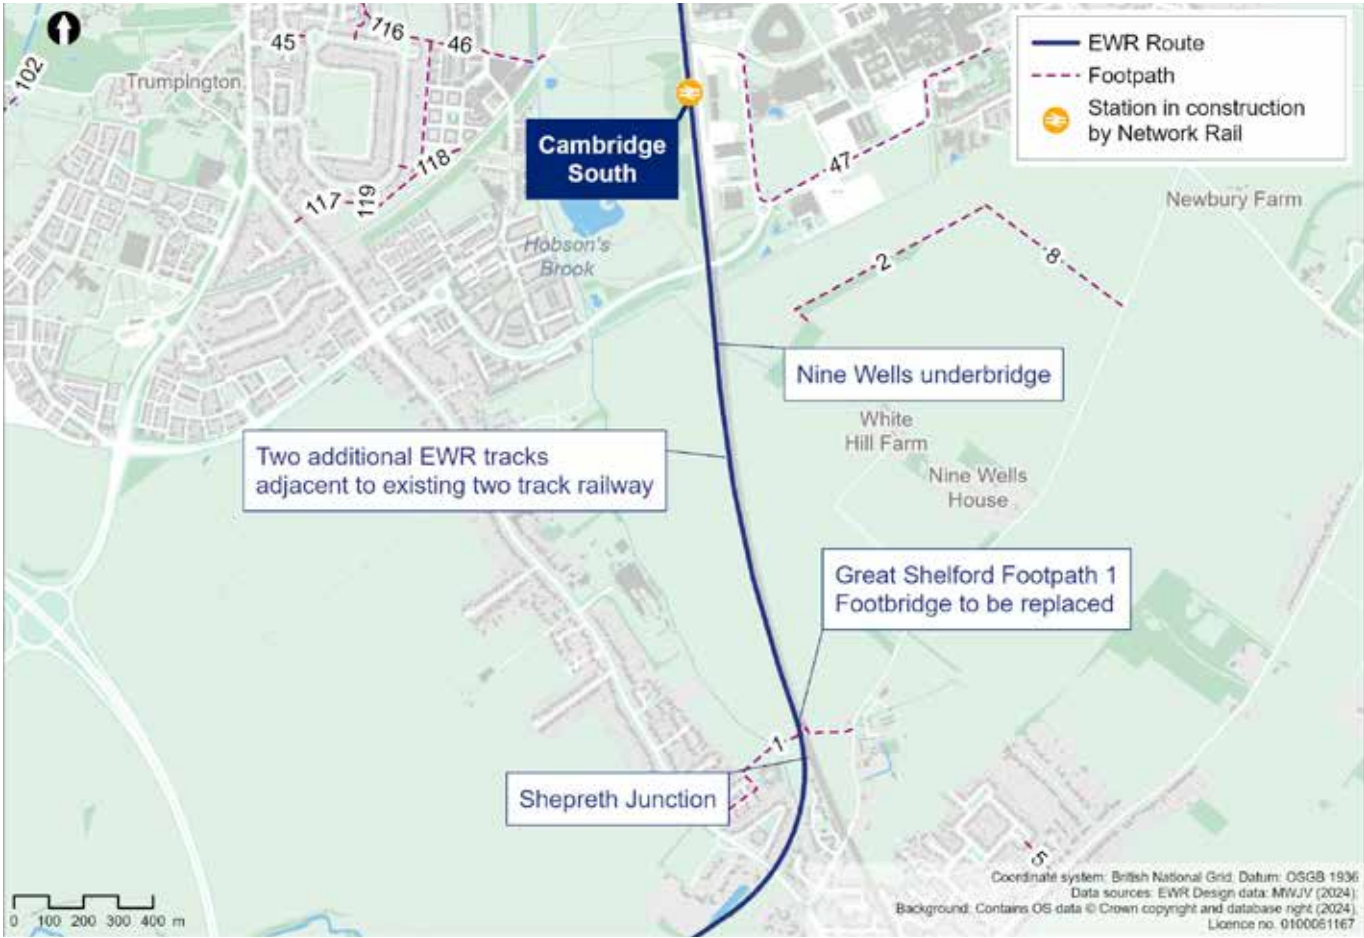 EWR Route
Footpath
Station in construction
by Network Rail
116
45
46
102
Trumpington
Cambridge
South
118
117
119
47
Newbury Farm
Hobson's
Brook
2
8
Nine Wells underbridge
White
Hill Farm
Two additional EWR tracks
adjacent to existing two track railway
Nine Wells
House
Great Shelford Footpath 1
Footbridge to be replaced
1
Shepreth Junction
5
Coordinate system: British National Grid; Datum: OSGB 1936
Data sources: EWR Design data: MWJV (2024);
Background: Contains OS data © Crown copyright and database right (2024)
Licence no. 0100061167
0 100 200 300 400 m